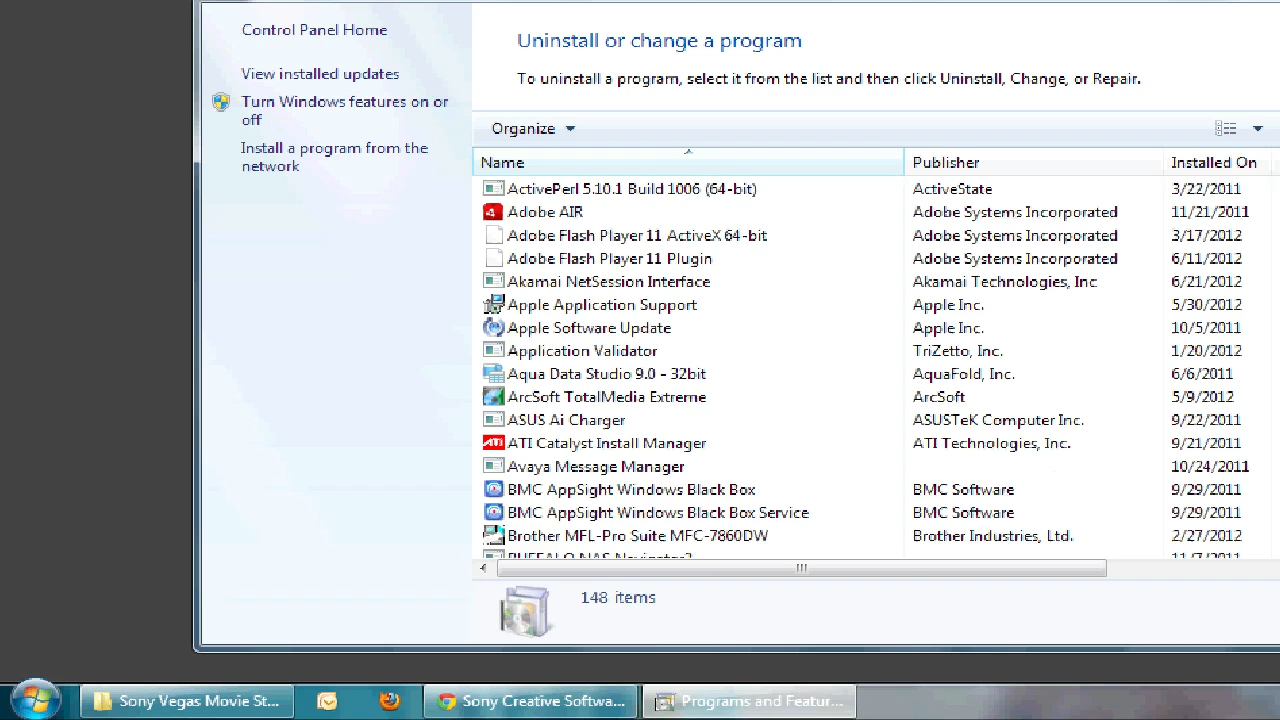 Control Panel Home
View installed updates
Turn Windows features on or
off
Install a program from the
network
Uninstall or change a program
To uninstall a program, select it from the list and then click Uninstall, Change, or Repair.
Organize
Name Publisher Installed On
ActivePerl 5.10.1 Build 1006 (64-bit) ActiveState 3/22/2011
Adobe AIR Adobe Systems Incorporated 11/21/2011
Adobe Flash Player 11 ActiveX 64-bit Adobe Systems Incorporated 3/17/2012
Adobe Flash Player 11 Plugin Adobe Systems Incorporated 6/11/2012
Akamai NetSession Interface Akamai Technologies, Inc 6/21/2012
Apple Application Support Apple Inc. 5/30/2012
Apple Software Update Apple Inc. 10/5/2011
Application Validator TriZetto, Inc. 1/20/2012
Aqua Data Studio 9.0 - 32bit AquaFold, Inc. 6/6/2011
ArcSoft TotalMedia Extreme ArcSoft 5/9/2012
ASUS Ai Charger ASUSTeK Computer Inc. 9/22/2011
ATI Catalyst Install Manager ATI Technologies, Inc. 9/21/2011
Avaya Message Manager 10/24/2011
BMC AppSight Windows Black Box BMC Software 9/29/2011
BMC AppSight Windows Black Box Service BMC Software 9/29/2011
Brother MFL-Pro Suite MFC-7860DW Brother Industries, Ltd. 2/27/2012
BUFFALO NAS Navigator2 11/7/2011
148 items
Sony Vegas Movie St... Sony Creative Softwa... Programs and Featur...